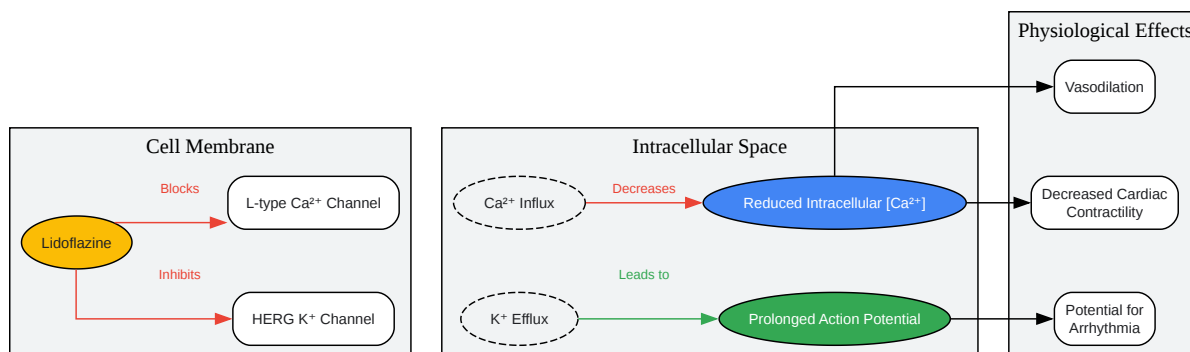 Physiological Effects
Vasodilation
Cell Membrane
Intracellular Space
Blocks
L-type Ca²⁺ Channel
Ca²⁺ Influx
Decreases
Reduced Intracellular [Ca²⁺]
Decreased Cardiac
Contractility
Lidoflazine
Inhibits
HERG K⁺ Channel
Leads to
K⁺ Efflux
Prolonged Action Potential
Potential for
Arrhythmia